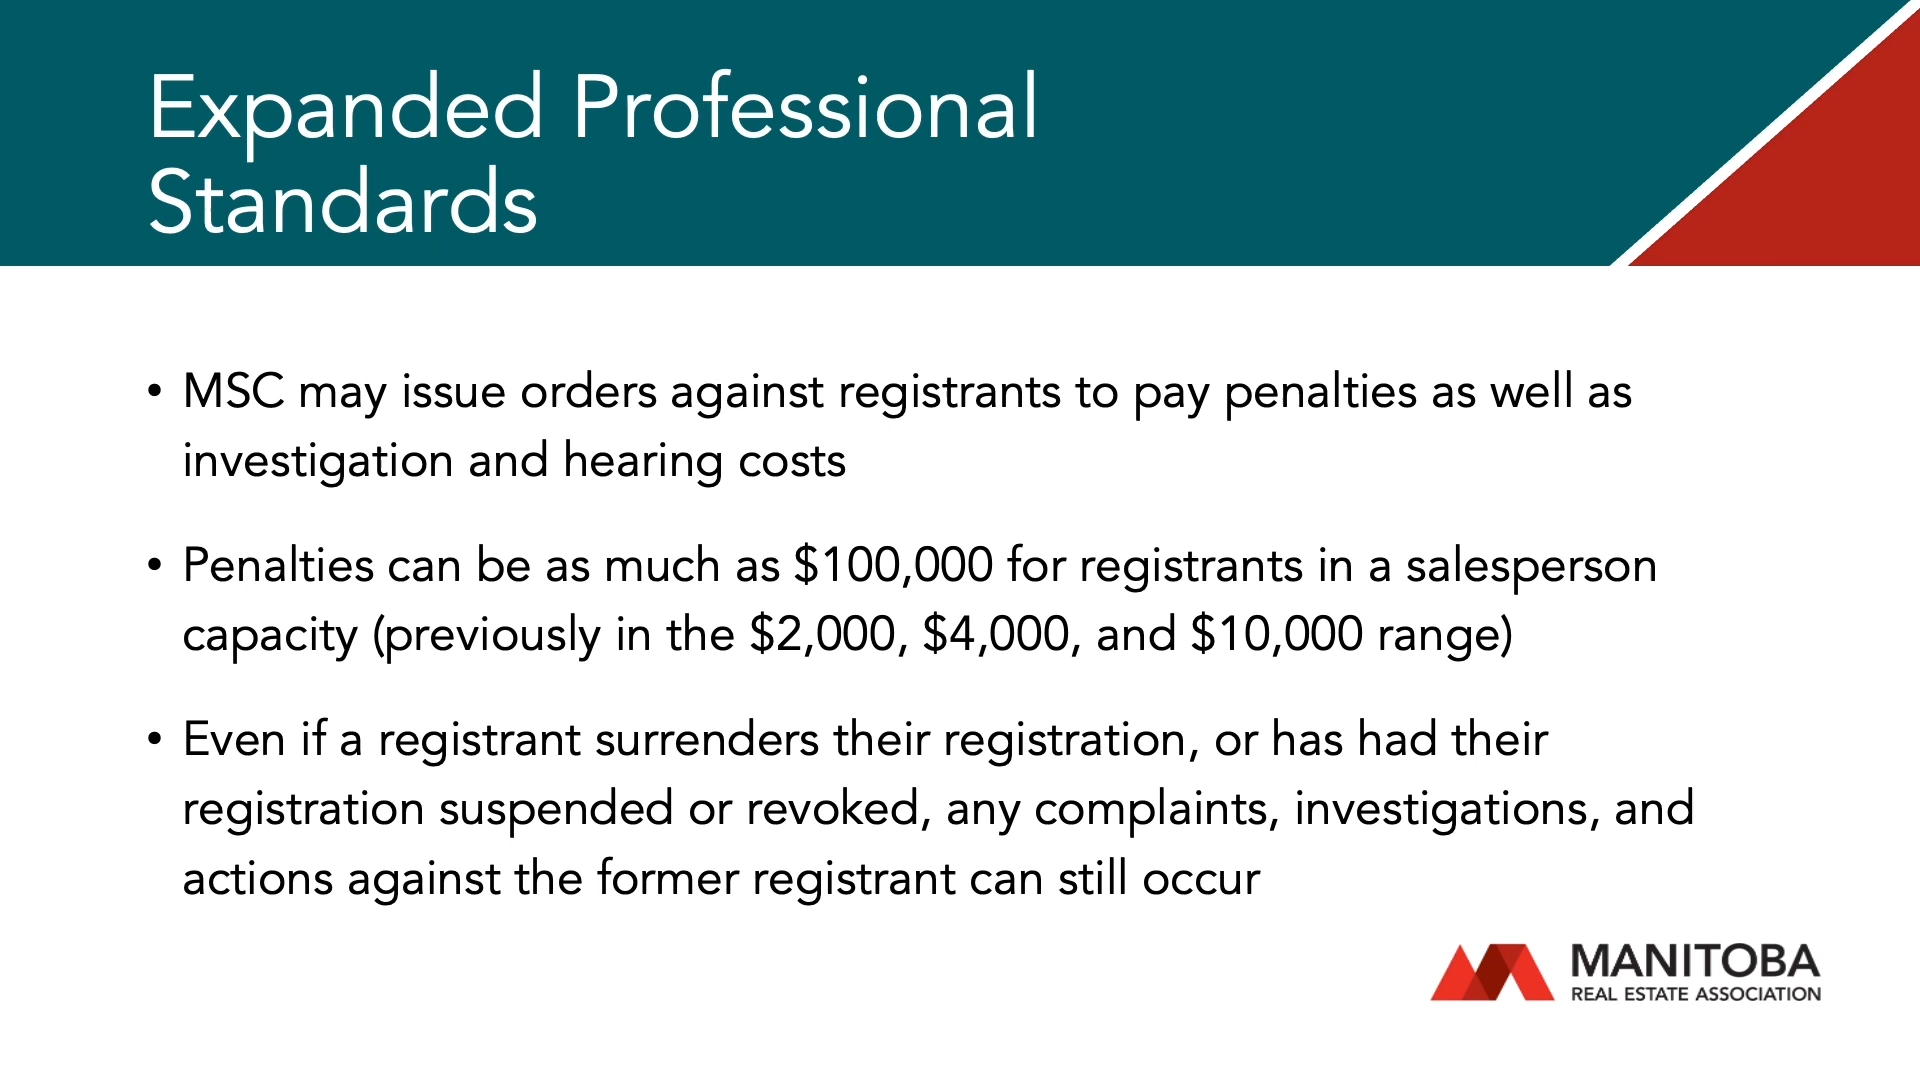 Expanded Professional
Standards
• MSC may issue orders against registrants to pay penalties as well as
investigation and hearing costs
• Penalties can be as much as $100,000 for registrants in a salesperson
capacity (previously in the $2,000, $4,000, and $10,000 range)
• Even if a registrant surrenders their registration, or has had their
registration suspended or revoked, any complaints, investigations, and
actions against the former registrant can still occur
MANITOBA
REAL ESTATE ASSOCIATION